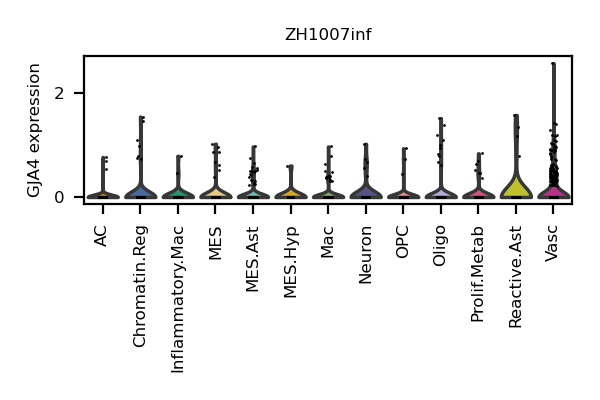 ZH1007inf
GJA4 expression
2
0
AC
Chromatin.Reg
Inflammatory.Mac
MES
MES.Ast
MES.Hyp
Mac
Neuron
OPC
Oligo
Prolif.Metab
Reactive.Ast
Vasc